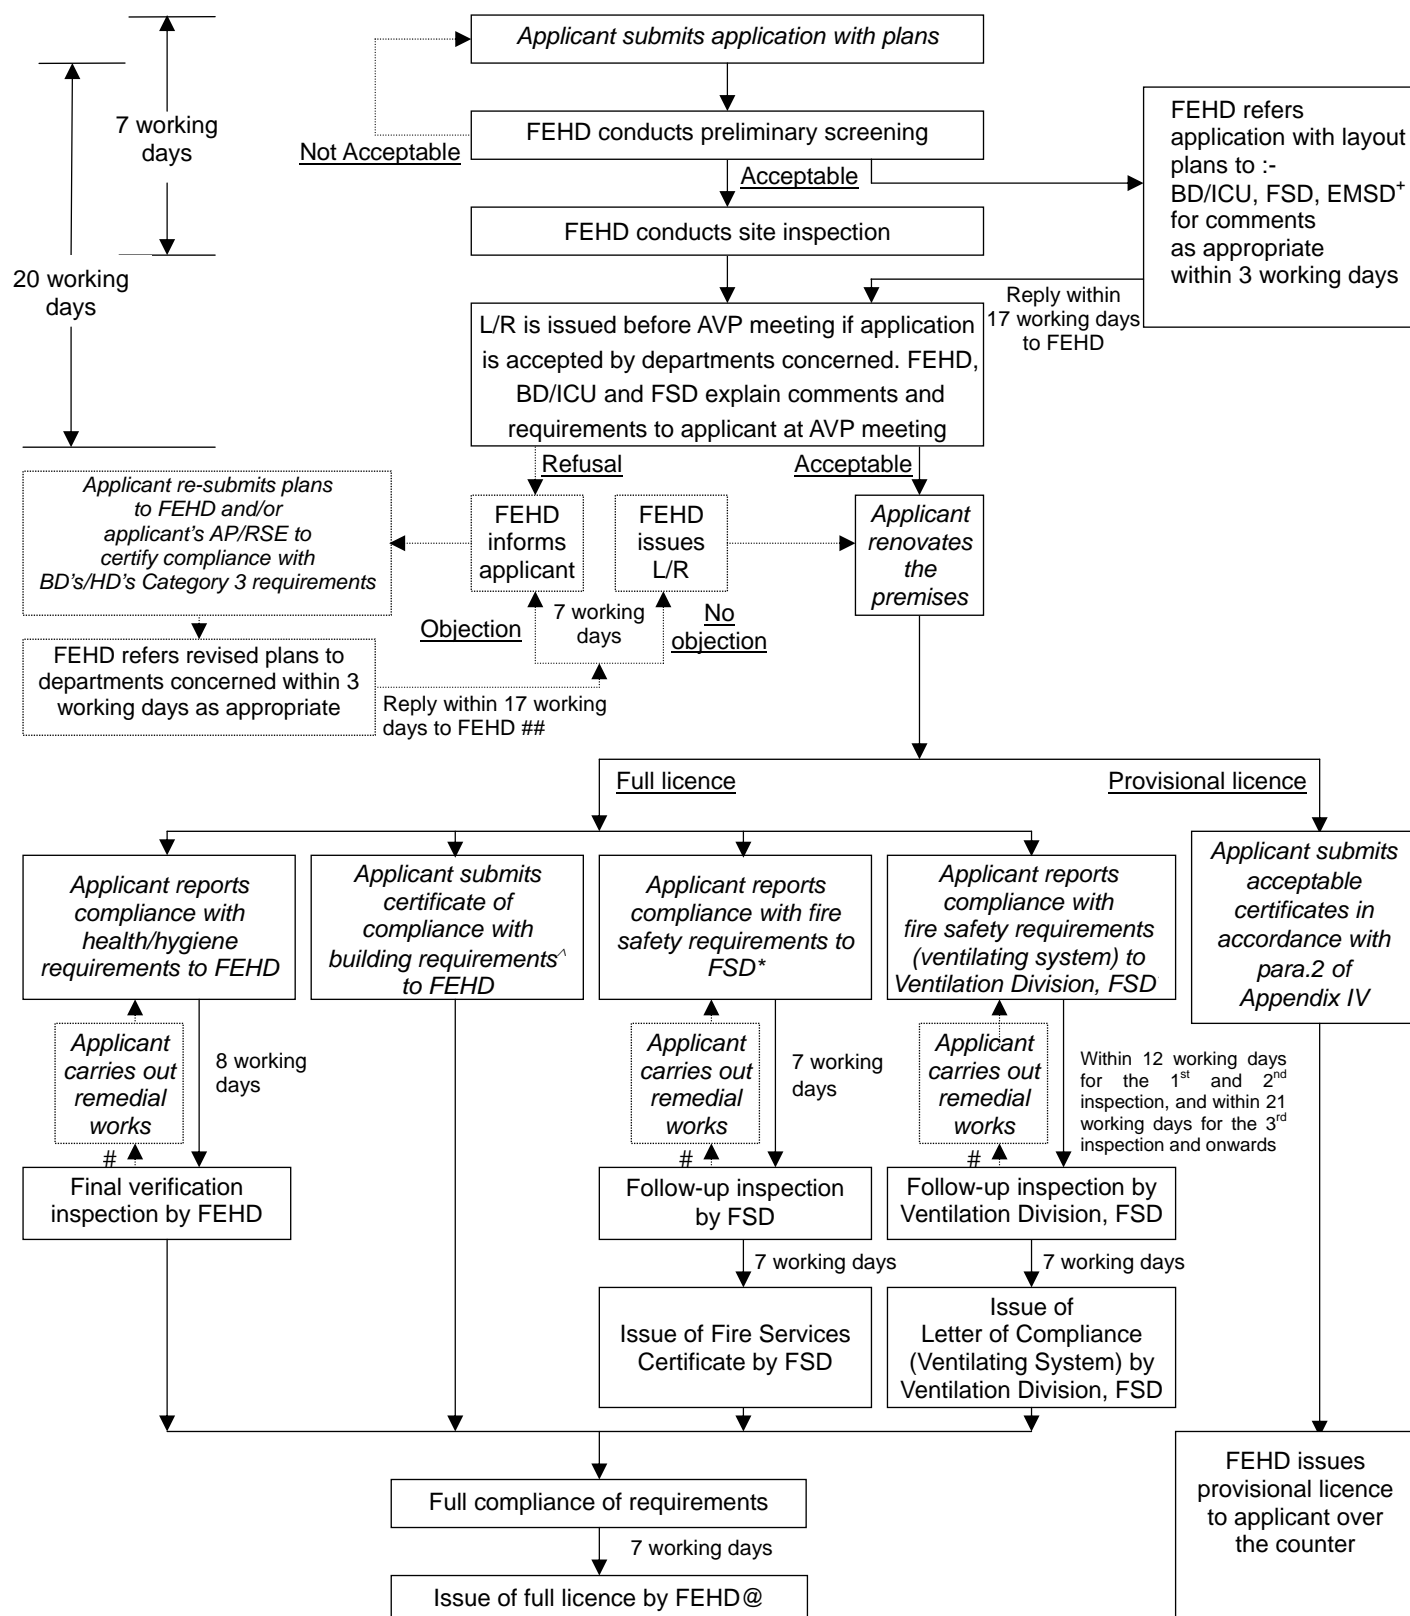 Applicant submits application with plans
7 working
days
FEHD conducts preliminary screening
Not Acceptable
Acceptable
FEHD refers
application with layout
plans to :-
BD/ICU, FSD, EMSD⁺
for comments
as appropriate
within 3 working days
FEHD conducts site inspection
20 working
days
Reply within
17 working days
to FEHD
L/R is issued before AVP meeting if application
is accepted by departments concerned. FEHD,
BD/ICU and FSD explain comments and
requirements to applicant at AVP meeting
Refusal
Acceptable
Applicant re-submits plans
to FEHD and/or
applicant's AP/RSE to
certify compliance with
BD's/HD's Category 3 requirements
FEHD
informs
applicant
FEHD
issues
L/R
Applicant
renovates
the
premises
Objection
7 working
days
No
objection
FEHD refers revised plans to
departments concerned within 3
working days as appropriate
Reply within 17 working
days to FEHD ##
Full licence
Provisional licence
Applicant reports
compliance with
health/hygiene
requirements to FEHD
Applicant submits
certificate of
compliance with
building requirements^
to FEHD
Applicant reports
compliance with fire
safety requirements to
FSD*
Applicant reports
compliance with
fire safety requirements
(ventilating system) to
Ventilation Division, FSD
Applicant submits
acceptable
certificates in
accordance with
para.2 of
Appendix IV
Applicant
carries out
remedial
works
8 working
days
Applicant
carries out
remedial
works
7 working
days
Applicant
carries out
remedial
works
Within 12 working days
for the 1st and 2nd
inspection, and within 21
working days for the 3rd
inspection and onwards
#
#
#
Final verification
inspection by FEHD
Follow-up inspection
by FSD
Follow-up inspection by
Ventilation Division, FSD
7 working days
7 working days
Issue of Fire Services
Certificate by FSD
Issue of
Letter of Compliance
(Ventilating System) by
Ventilation Division, FSD
Full compliance of requirements
7 working days
Issue of full licence by FEHD@
FEHD issues
provisional licence
to applicant over
the counter